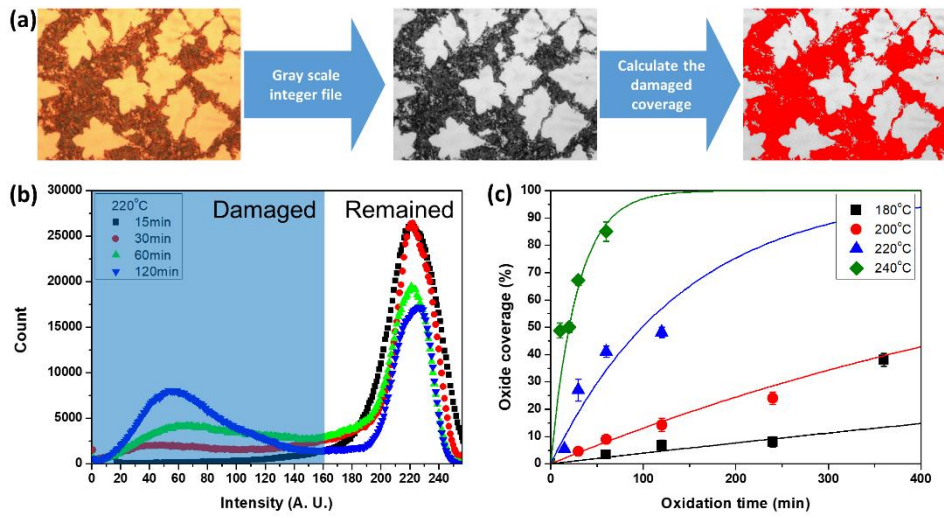 (a)
Gray scale
integer file
Calculate the
damaged
coverage
(b)
30000
25000
20000
15000
10000
5000
0
Count
220°C
15min
30min
60min
120min
Damaged
Remained
0 20 40 60 80 100 120 140 160 180 200 220 240
Intensity (A. U.)
(c)
100
90
80
70
60
50
40
30
20
10
0
Oxide coverage (%)
180°C
200°C
220°C
240°C
0 100 200 300 400
Oxidation time (min)